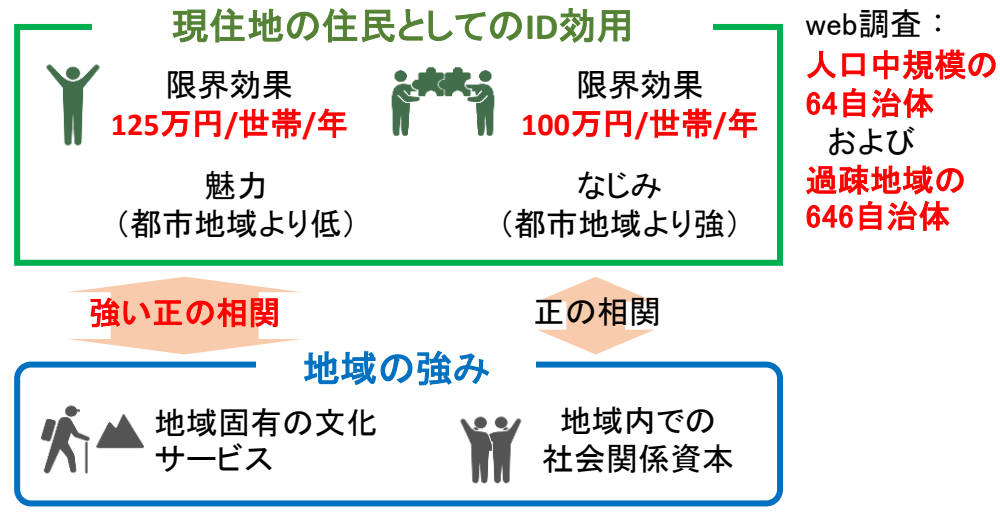 現住地の住民としてのID効用
限界効果
125万円/世帯/年
魅力
（都市地域より低）
限界効果
100万円/世帯/年
なじみ
（都市地域より強）
web調査：
人口中規模の
64自治体
および
過疎地域の
646自治体
強い正の相関
正の相関
地域の強み
地域固有の文化
サービス
地域内での
社会関係資本